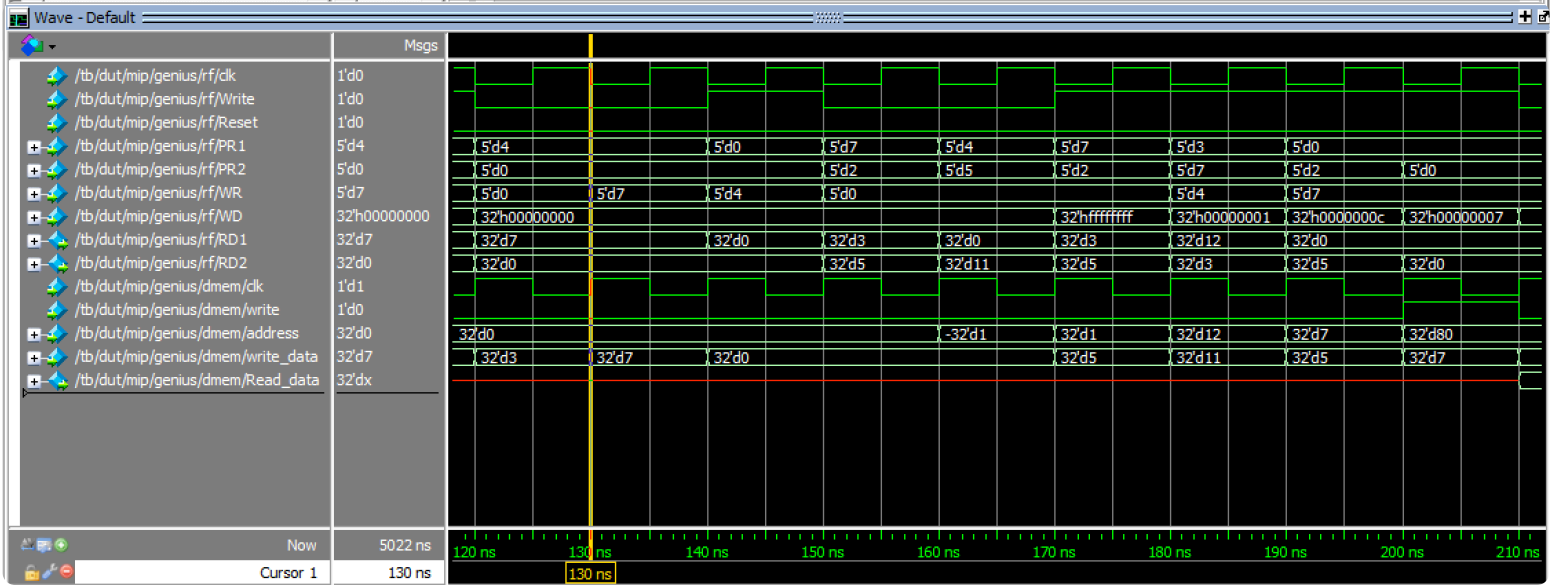 Wave - Default
Msgs
/tb/dut/mip/genius/rf/clk 1'd0
/tb/dut/mip/genius/rf/Write 1'd0
/tb/dut/mip/genius/rf/Reset 1'd0
/tb/dut/mip/genius/rf/PR1 5'd4 5'd4 5'd0 5'd7 5'd4 5'd7 5'd3 5'd0
/tb/dut/mip/genius/rf/PR2 5'd0 5'd0 5'd2 5'd5 5'd2 5'd7 5'd2 5'd0
/tb/dut/mip/genius/rf/WR 5'd7 5'd0 5'd7 5'd4 5'd0 5'd4 5'd7
/tb/dut/mip/genius/rf/WD 32'h00000000 32'h00000000 32'hffffffff 32'h00000001 32'h0000000c 32'h00000007
/tb/dut/mip/genius/rf/RD1 32'd7 32'd7 32'd0 32'd3 32'd0 32'd3 32'd12 32'd0
/tb/dut/mip/genius/rf/RD2 32'd0 32'd0 32'd5 32'd11 32'd5 32'd3 32'd5 32'd0
/tb/dut/mip/genius/dmem/clk 1'd1
/tb/dut/mip/genius/dmem/write 1'd0
/tb/dut/mip/genius/dmem/address 32'd0 32'd0 -32'd1 32'd1 32'd12 32'd7 32'd80
/tb/dut/mip/genius/dmem/write_data 32'd7 32'd3 32'd7 32'd0 32'd5 32'd11 32'd5 32'd7
/tb/dut/mip/genius/dmem/Read_data 32'dx
Now 5022 ns 120 ns 130 ns 140 ns 150 ns 160 ns 170 ns 180 ns 190 ns 200 ns 210 ns
Cursor 1 130 ns 130 ns